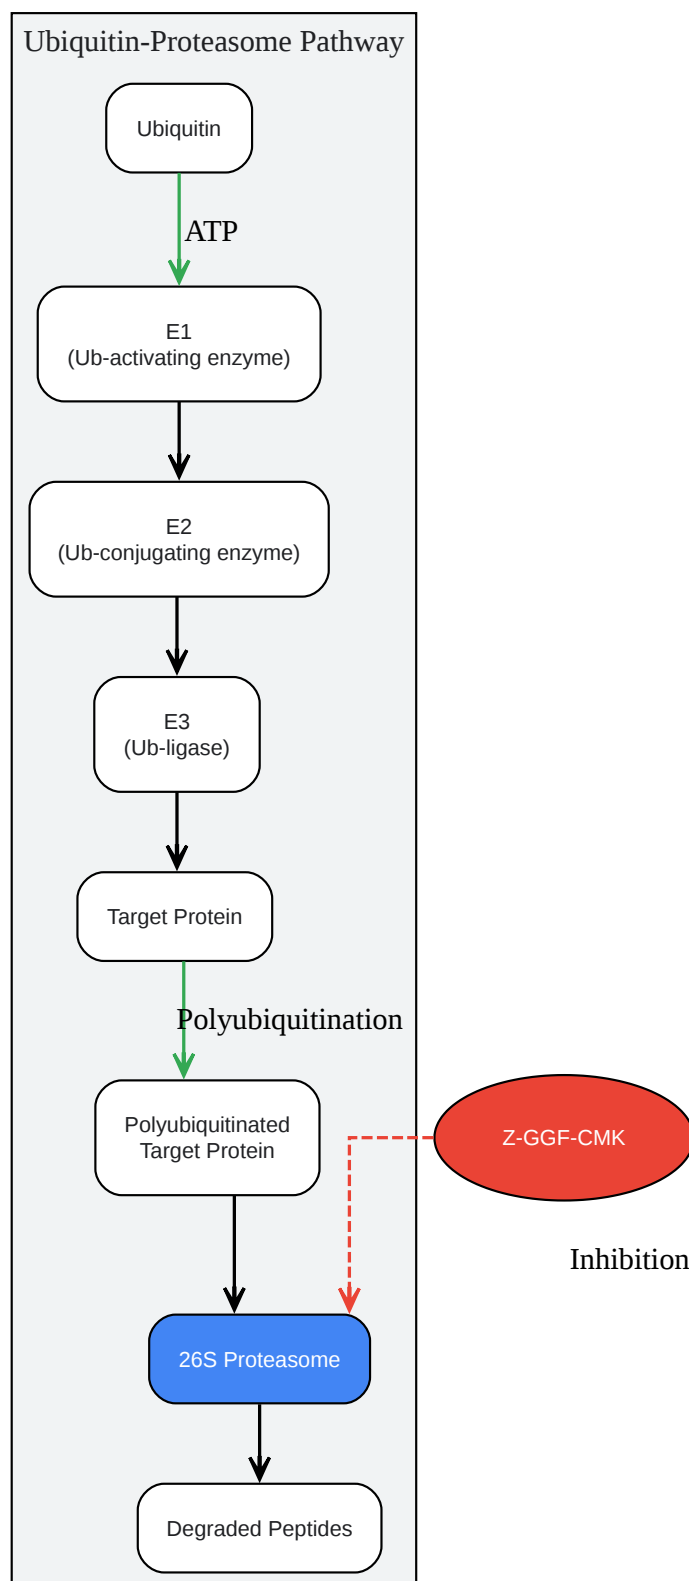 Ubiquitin-Proteasome Pathway
Ubiquitin
ATP
E1
(Ub-activating enzyme)
E2
(Ub-conjugating enzyme)
E3
(Ub-ligase)
Target Protein
Polyubiquitination
Polyubiquitinated
Target Protein
Z-GGF-CMK
Inhibition
26S Proteasome
Degraded Peptides